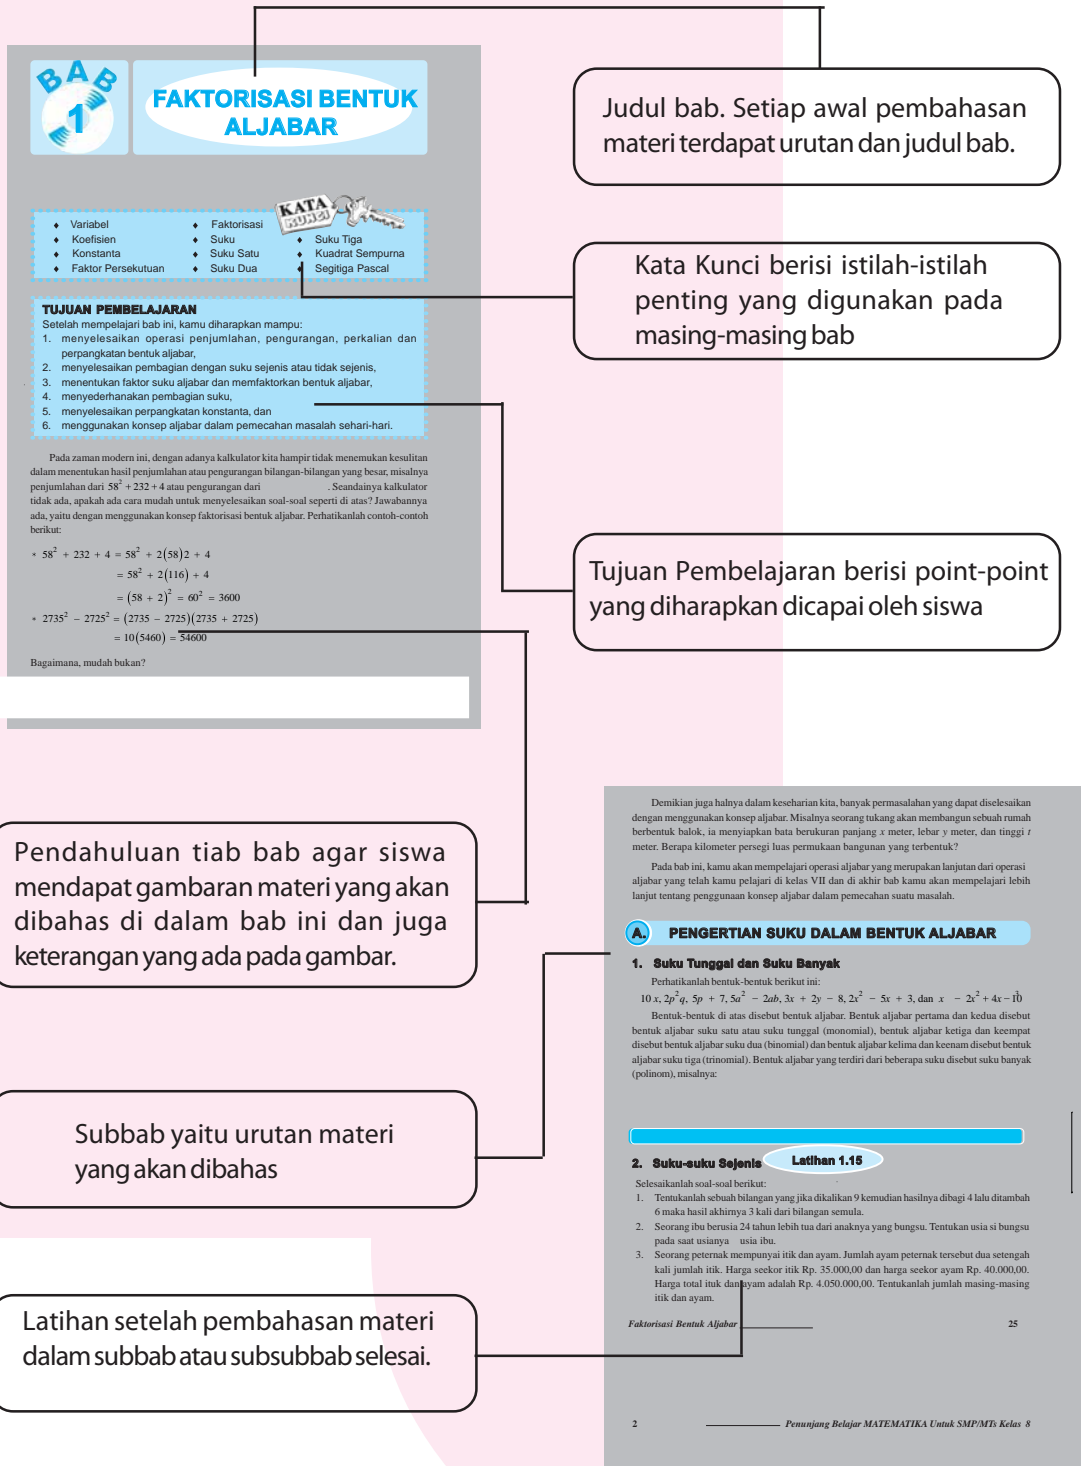 BAB
1
FAKTORISASI BENTUK
ALJABAR
Judul bab. Setiap awal pembahasan
materi terdapat urutan dan judul bab.
KATA
KUNCI
♦ Variabel ♦ Faktorisasi
♦ Koefisien ♦ Suku ♦ Suku Tiga
♦ Konstanta ♦ Suku Satu ♦ Kuadrat Sempurna
♦ Faktor Persekutuan ♦ Suku Dua ♦ Segitiga Pascal
Kata Kunci berisi istilah-istilah
penting yang digunakan pada
masing-masing bab
TUJUAN PEMBELAJARAN
Setelah mempelajari bab ini, kamu diharapkan mampu:
1. menyelesaikan operasi penjumlahan, pengurangan, perkalian dan
perpangkatan bentuk aljabar,
2. menyelesaikan pembagian dengan suku sejenis atau tidak sejenis,
3. menentukan faktor suku aljabar dan memfaktorkan bentuk aljabar,
4. menyederhanakan pembagian suku,
5. menyelesaikan perpangkatan konstanta, dan
6. menggunakan konsep aljabar dalam pemecahan masalah sehari-hari.
Pada zaman modern ini, dengan adanya kalkulator kita hampir tidak menemukan kesulitan
dalam menentukan hasil penjumlahan atau pengurangan bilangan-bilangan yang besar, misalnya
penjumlahan dari 58² + 232 + 4 atau pengurangan dari . Seandainya kalkulator
tidak ada, apakah ada cara mudah untuk menyelesaikan soal-soal seperti di atas? Jawabannya
ada, yaitu dengan menggunakan konsep faktorisasi bentuk aljabar. Perhatikanlah contoh-contoh
berikut:
* 58² + 232 + 4 = 58² + 2(58)2 + 4
= 58² + 2(116) + 4
= (58 + 2)² = 60² = 3600
* 2735² − 2725² = (2735 − 2725)(2735 + 2725)
= 10(5460) = 54600
Bagaimana, mudah bukan?
Tujuan Pembelajaran berisi point-point
yang diharapkan dicapai oleh siswa
Pendahuluan tiab bab agar siswa
mendapat gambaran materi yang akan
dibahas di dalam bab ini dan juga
keterangan yang ada pada gambar.
Demikian juga halnya dalam keseharian kita, banyak permasalahan yang dapat diselesaikan
dengan menggunakan konsep aljabar. Misalnya seorang tukang akan membangun sebuah rumah
berbentuk balok, ia menyiapkan bata berukuran panjang x meter, lebar y meter, dan tinggi t
meter. Berapa kilometer persegi luas permukaan bangunan yang terbentuk?
Pada bab ini, kamu akan mempelajari operasi aljabar yang merupakan lanjutan dari operasi
aljabar yang telah kamu pelajari di kelas VII dan di akhir bab kamu akan mempelajari lebih
lanjut tentang penggunaan konsep aljabar dalam pemecahan suatu masalah.
A. PENGERTIAN SUKU DALAM BENTUK ALJABAR
1. Suku Tunggal dan Suku Banyak
Perhatikanlah bentuk-bentuk berikut ini:
10 x, 2p²q, 5p + 7, 5a² − 2ab, 3x + 2y − 8, 2x² − 5x + 3, dan x³ − 2x² + 4x − 10
Bentuk-bentuk di atas disebut bentuk aljabar. Bentuk aljabar pertama dan kedua disebut
bentuk aljabar suku satu atau suku tunggal (monomial), bentuk aljabar ketiga dan keempat
disebut bentuk aljabar suku dua (binomial) dan bentuk aljabar kelima dan keenam disebut bentuk
aljabar suku tiga (trinomial). Bentuk aljabar yang terdiri dari beberapa suku disebut suku banyak
(polinom), misalnya:
Subbab yaitu urutan materi
yang akan dibahas
2. Suku-suku Sejenis Latihan 1.15
Selesaikanlah soal-soal berikut:
1. Tentukanlah sebuah bilangan yang jika dikalikan 9 kemudian hasilnya dibagi 4 lalu ditambah
6 maka hasil akhirnya 3 kali dari bilangan semula.
2. Seorang ibu berusia 24 tahun lebih tua dari anaknya yang bungsu. Tentukan usia si bungsu
pada saat usianya usia ibu.
3. Seorang peternak mempunyai itik dan ayam. Jumlah ayam peternak tersebut dua setengah
kali jumlah itik. Harga seekor itik Rp. 35.000,00 dan harga seekor ayam Rp. 40.000,00.
Harga total ituk dan ayam adalah Rp. 4.050.000,00. Tentukanlah jumlah masing-masing
itik dan ayam.
Faktorisasi Bentuk Aljabar 25
Latihan setelah pembahasan materi
dalam subbab atau subsubbab selesai.
2 Penunjang Belajar MATEMATIKA Untuk SMP/MTs Kelas 8